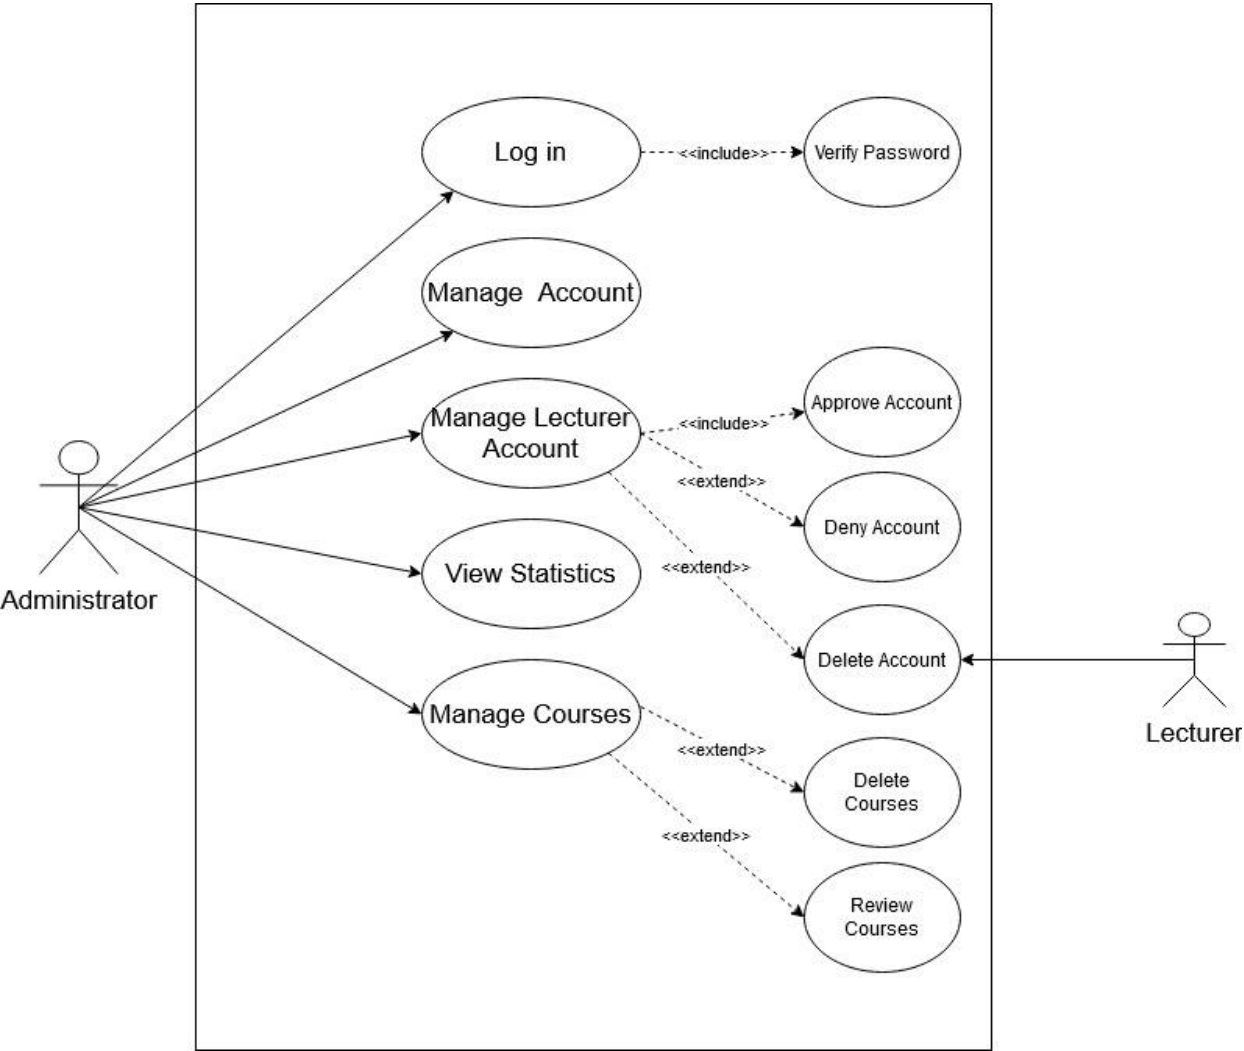 Log in
<<include>>
Verify Password
Manage  Account
Manage Lecturer
Account
<<include>>
Approve Account
<<extend>>
Deny Account
<<extend>>
Delete Account
Administrator
View Statistics
Lecturer
Manage Courses
<<extend>>
Delete
Courses
<<extend>>
Review
Courses